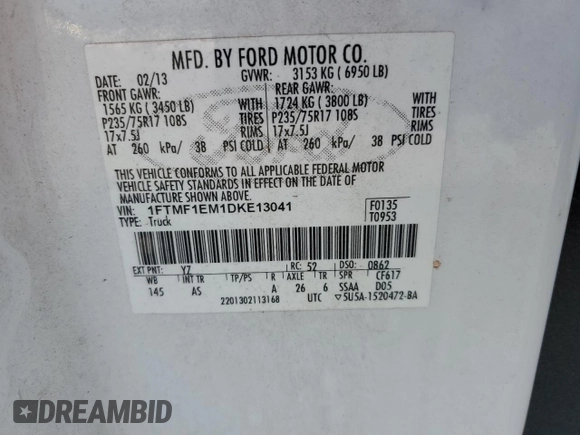 MFD. BY FORD MOTOR CO.
DATE: 02/13 GVWR: 3153 KG ( 6950 LB)
FRONT GAWR: REAR GAWR:
1565 KG ( 3450 LB) WITH 1724 KG ( 3800 LB) WITH
P235/75R17 108S TIRES P235/75R17 108S TIRES
17x7.5J RIMS 17x7.5J RIMS
AT 260 kPa/ 38 PSI COLD AT 260 kPa/ 38 PSI COLD
Ford
THIS VEHICLE CONFORMS TO ALL APPLICABLE FEDERAL MOTOR
VEHICLE SAFETY STANDARDS IN EFFECT ON THE DATE OF
MANUFACTURE SHOWN ABOVE.
VIN: 1FTMF1EM1DKE13041 F0135
TYPE: Truck T0953
EXT PNT: YZ RC: 52 DSO: 0862
WB INT TR TP/PS R AXLE TR SPR CF617
145 AS A 26 6 SSAA D05
2201302113168 UTC ▽5U5A-1520472-BA
DREAMBID